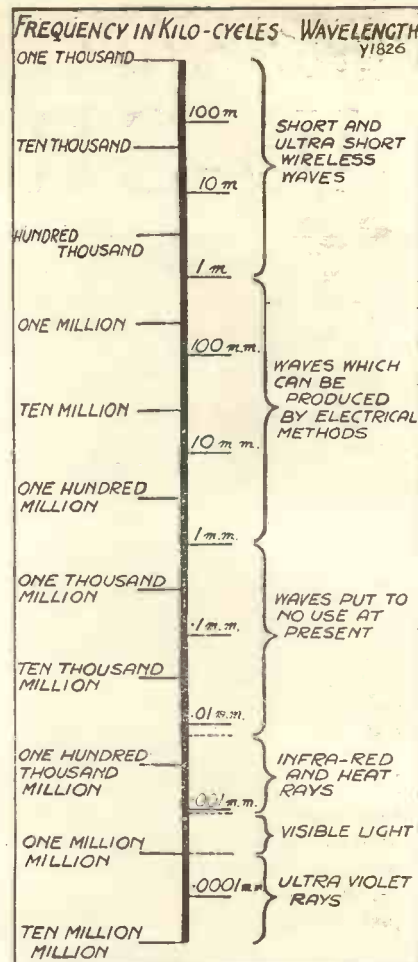 FREQUENCY IN KILO-CYCLES WAVELENGTH
Y1826
ONE THOUSAND
100 m
SHORT AND
ULTRA SHORT
WIRELESS
WAVES
TEN THOUSAND
10 m
HUNDRED
THOUSAND
1 m
ONE MILLION
100 m.m.
WAVES WHICH
CAN BE
PRODUCED
BY ELECTRICAL
METHODS
TEN MILLION
10 m.m.
ONE HUNDRED
MILLION
1 m.m.
ONE THOUSAND
MILLION
WAVES PUT TO
NO USE AT
PRESENT
.1 m.m.
TEN THOUSAND
MILLION
.01 m.m.
ONE HUNDRED
THOUSAND
MILLION
INFRA-RED
AND HEAT
RAYS
.001 m.m.
VISIBLE LIGHT
ONE MILLION
MILLION
.0001 m.m
ULTRA VIOLET
RAYS
TEN MILLION
MILLION